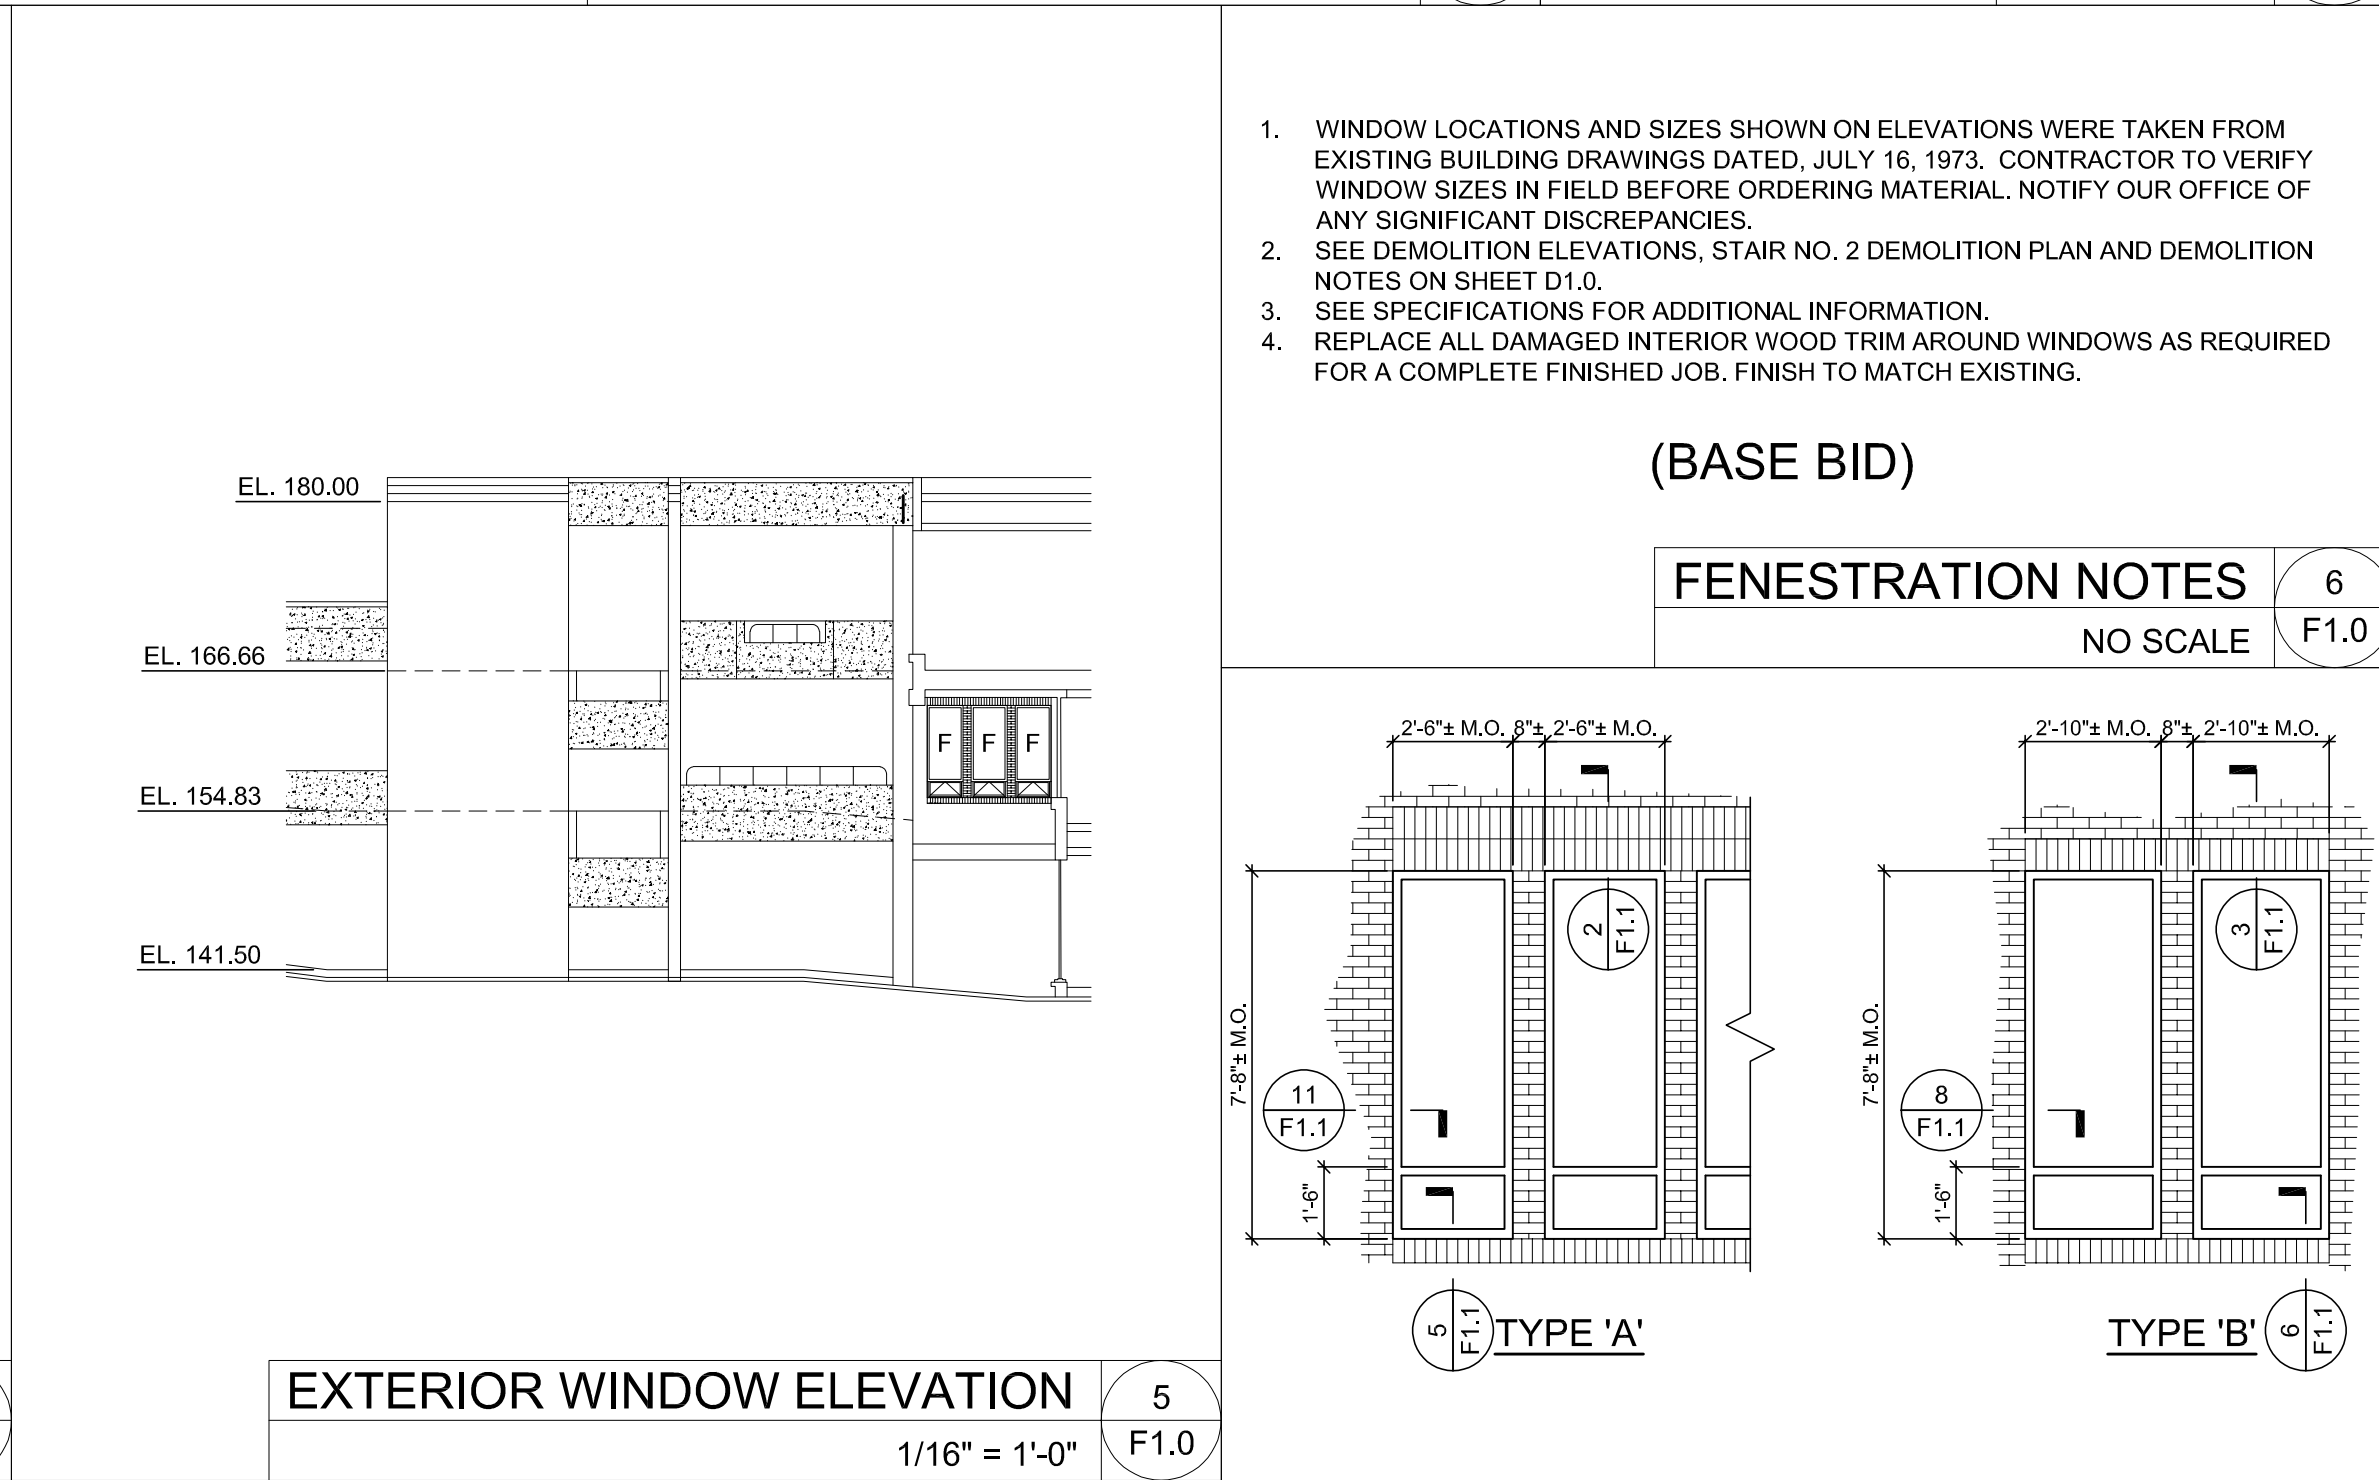 1. WINDOW LOCATIONS AND SIZES SHOWN ON ELEVATIONS WERE TAKEN FROM
EXISTING BUILDING DRAWINGS DATED, JULY 16, 1973. CONTRACTOR TO VERIFY
WINDOW SIZES IN FIELD BEFORE ORDERING MATERIAL. NOTIFY OUR OFFICE OF
ANY SIGNIFICANT DISCREPANCIES.
2. SEE DEMOLITION ELEVATIONS, STAIR NO. 2 DEMOLITION PLAN AND DEMOLITION
NOTES ON SHEET D1.0.
3. SEE SPECIFICATIONS FOR ADDITIONAL INFORMATION.
4. REPLACE ALL DAMAGED INTERIOR WOOD TRIM AROUND WINDOWS AS REQUIRED
FOR A COMPLETE FINISHED JOB. FINISH TO MATCH EXISTING.
(BASE BID)
FENESTRATION NOTES
6
F1.0
NO SCALE
EL. 180.00
EL. 166.66
EL. 154.83
EL. 141.50
F F F
EXTERIOR WINDOW ELEVATION
5
F1.0
1/16" = 1'-0"
2'-6"± M.O. 8"± 2'-6"± M.O.
7'-8"± M.O.
1'-6"
2
F1.1
11
F1.1
5
F1.1
TYPE 'A'
2'-10"± M.O. 8"± 2'-10"± M.O.
7'-8"± M.O.
1'-6"
3
F1.1
8
F1.1
TYPE 'B'
6
F1.1